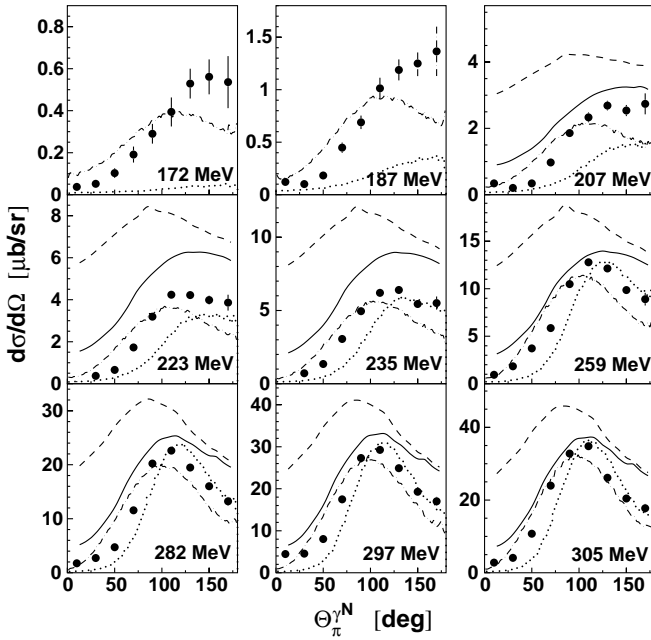 dσ/dΩ [μb/sr]
0.8
0.6
0.4
0.2
0
172 MeV
1.5
1
0.5
0
187 MeV
6
4
2
0
207 MeV
8
6
4
2
0
223 MeV
10
5
0
235 MeV
15
10
5
0
259 MeV
30
20
10
0
282 MeV
40
30
20
10
0
297 MeV
40
20
0
305 MeV
0 50 100 150
0 50 100 150
0 50 100 150
Θ_π^γN [deg]